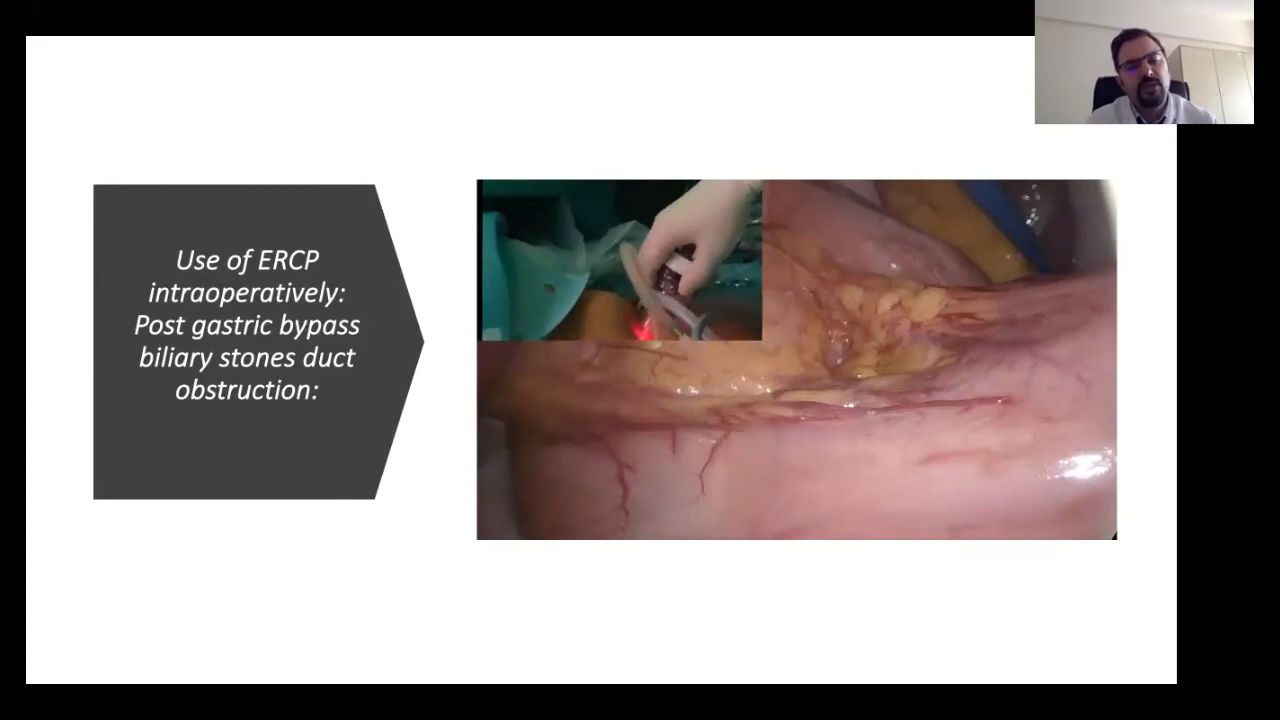 Use of ERCP
intraoperatively:
Post gastric bypass
biliary stones duct
obstruction: